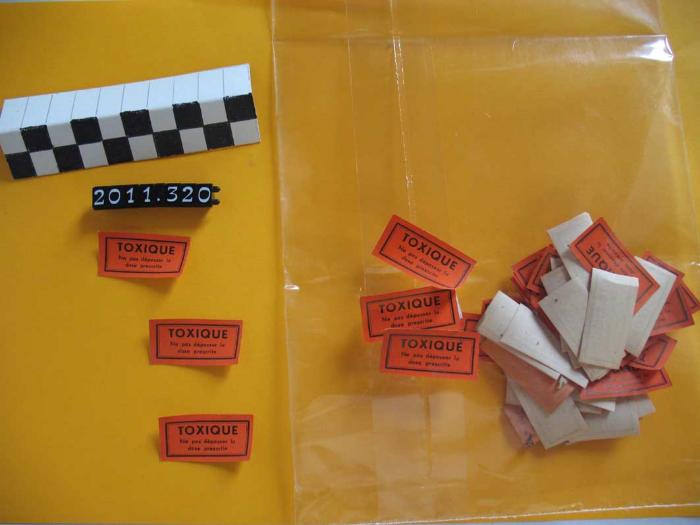 2011.320
TOXIQUE
Ne pas dépasser la
dose prescrite
TOXIQUE
Ne pas dépasser la
dose prescrite
TOXIQUE
Ne pas dépasser la
dose prescrite
TOXIQUE
Ne pas dépasser la
dose prescrite
TOXIQUE
Ne pas dépasser la
dose prescrite
TOXIQUE
Ne pas dépasser la
dose prescrite